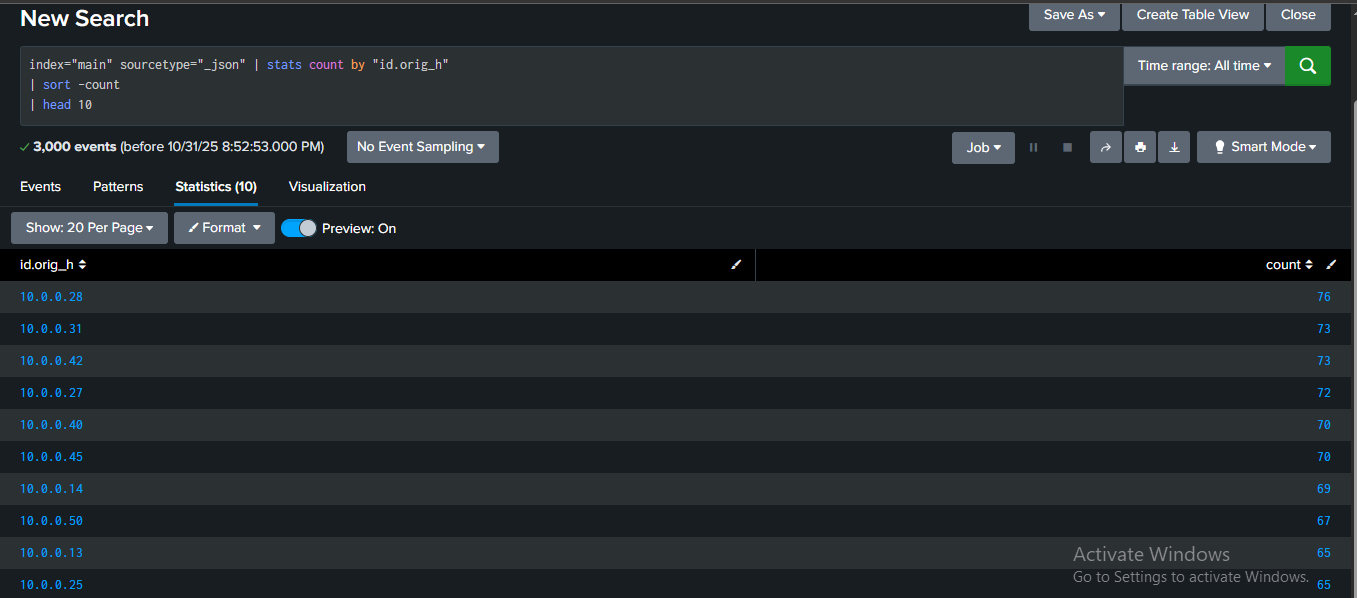 New Search
Save As Create Table View Close
index="main" sourcetype="_json" | stats count by "id.orig_h"
| sort -count
| head 10
Time range: All time
3,000 events (before 10/31/25 8:52:53.000 PM)
No Event Sampling
Job
Smart Mode
Events Patterns Statistics (10) Visualization
Show: 20 Per Page Format Preview: On
id.orig_h count
10.0.0.28 76
10.0.0.31 73
10.0.0.42 73
10.0.0.27 72
10.0.0.40 70
10.0.0.45 70
10.0.0.14 69
10.0.0.50 67
10.0.0.13 65
10.0.0.25 65
Activate Windows
Go to Settings to activate Windows.